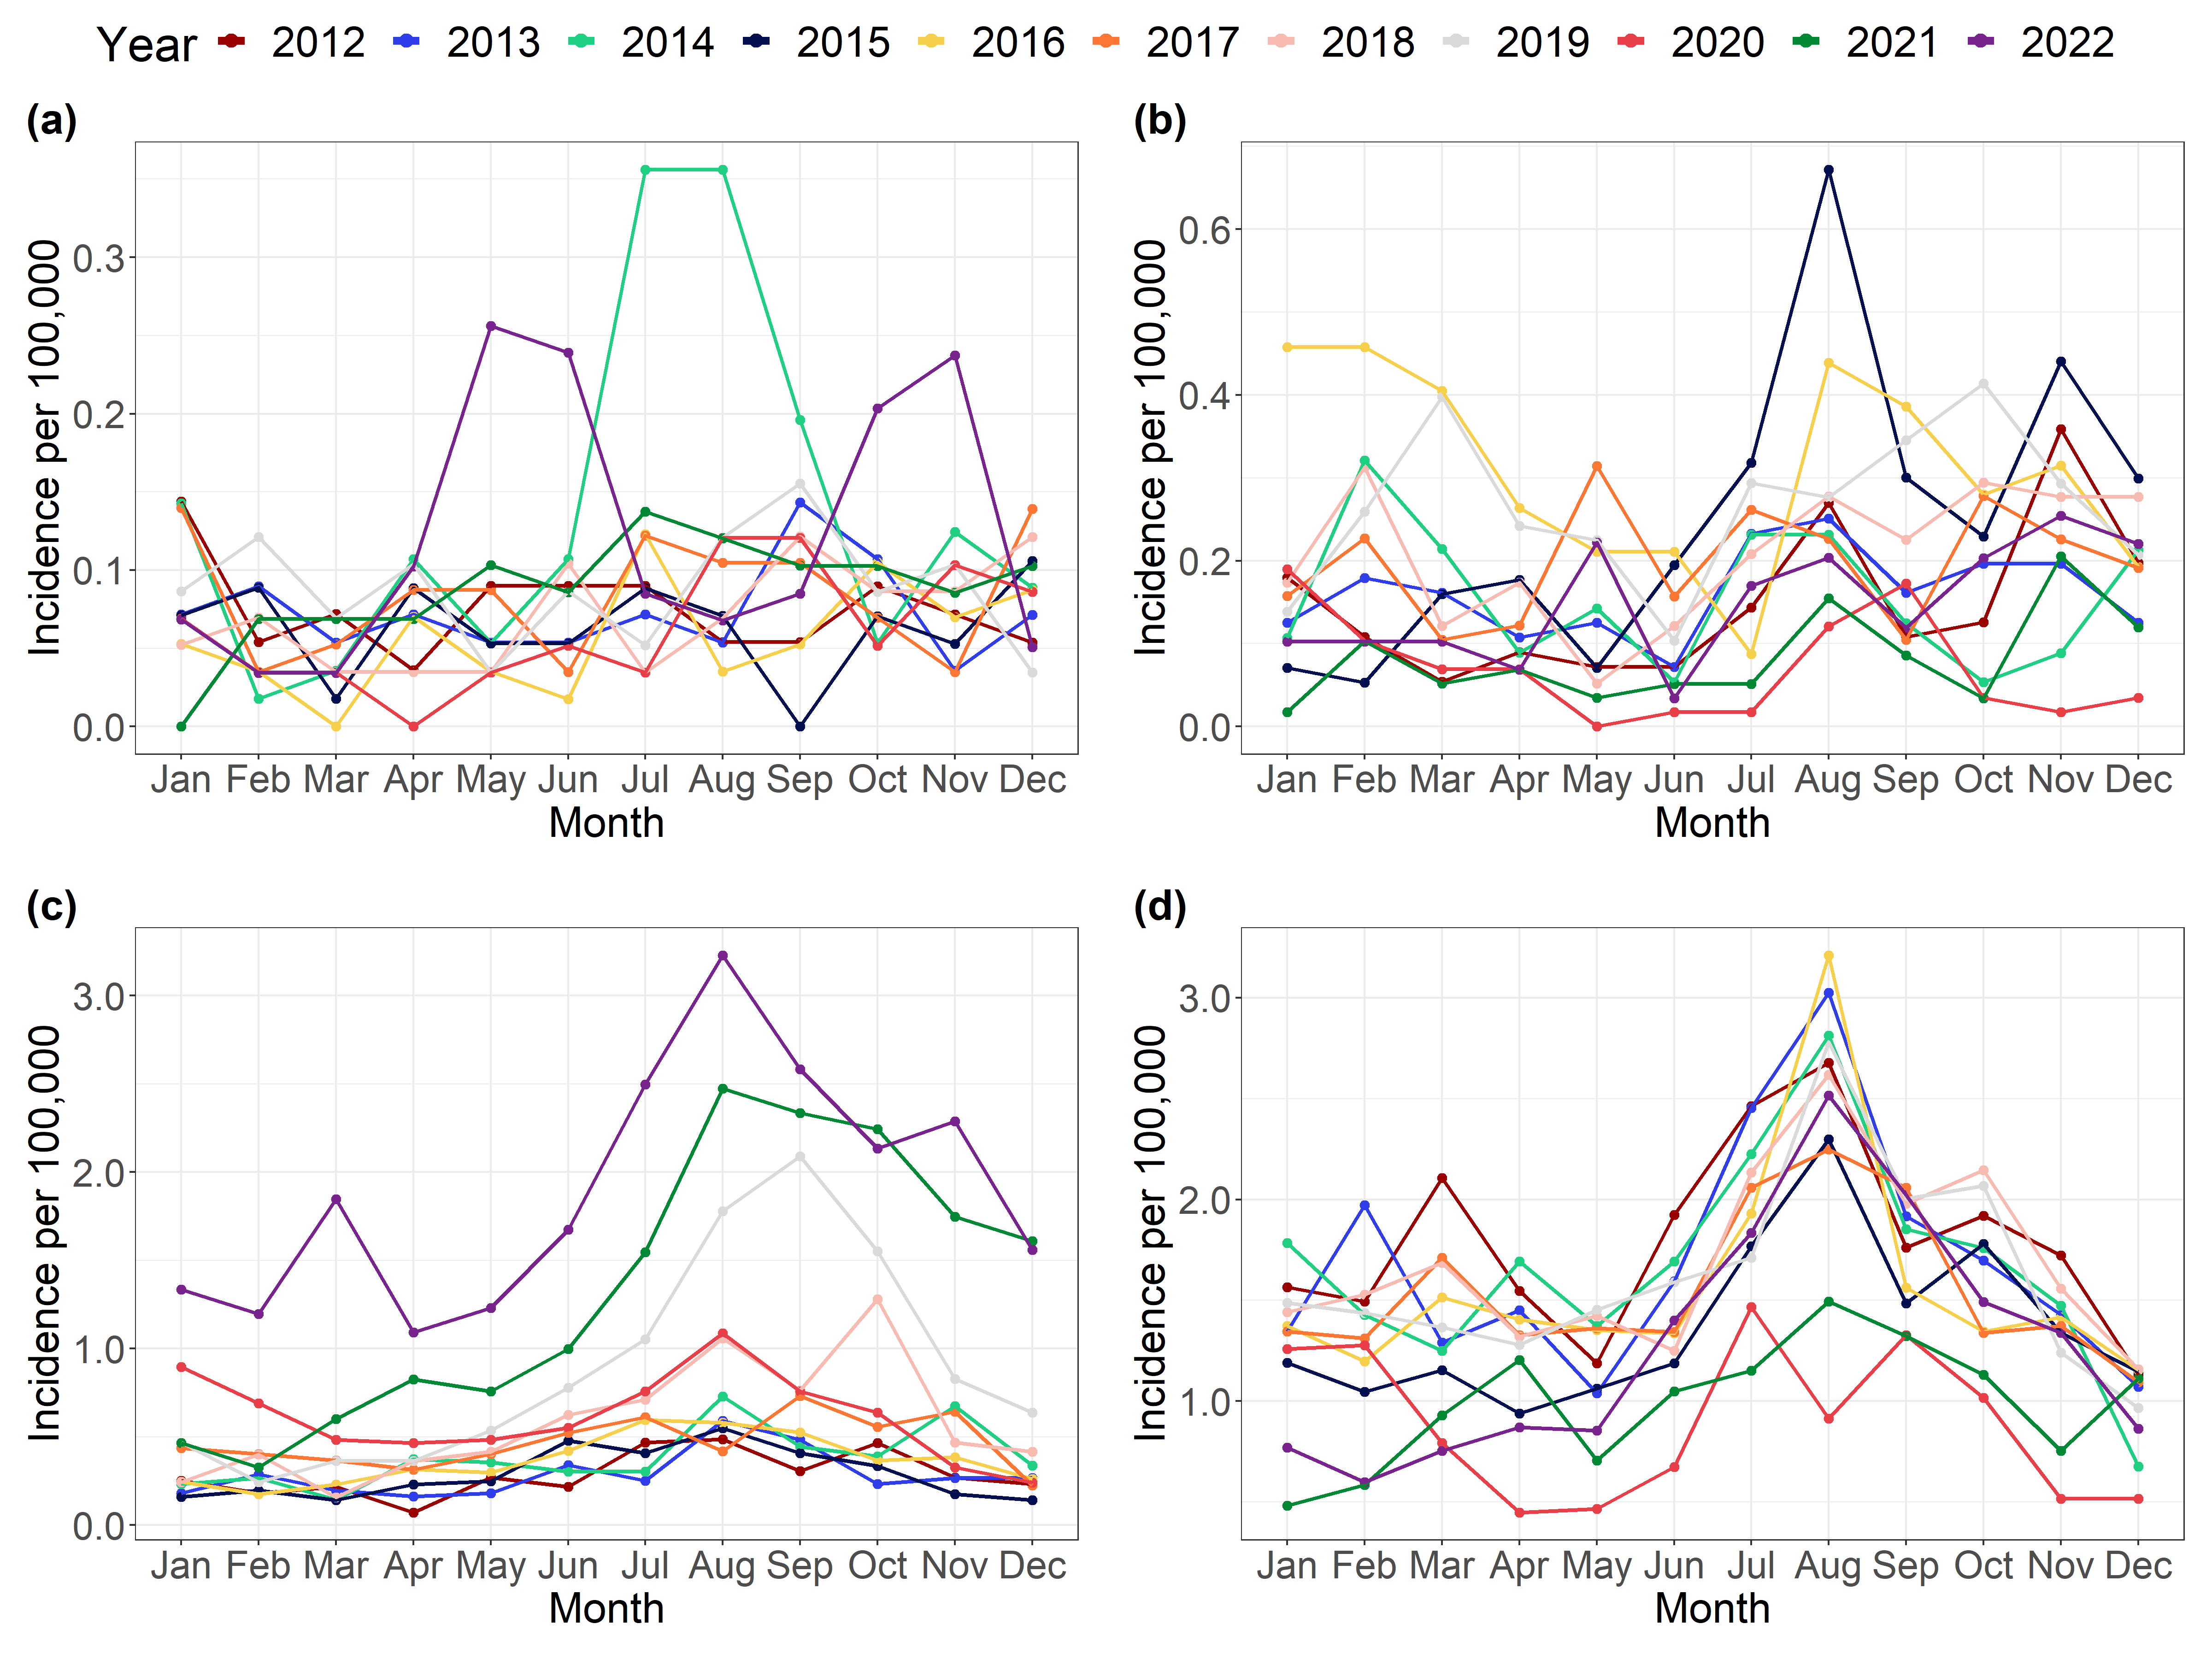 Year 2012 2013 2014 2015 2016 2017 2018 2019 2020 2021 2022
(a)
Incidence per 100,000
0.3
0.2
0.1
0.0
Jan Feb Mar Apr May Jun Jul Aug Sep Oct Nov Dec
Month
(b)
Incidence per 100,000
0.6
0.4
0.2
0.0
Jan Feb Mar Apr May Jun Jul Aug Sep Oct Nov Dec
Month
(c)
Incidence per 100,000
3.0
2.0
1.0
0.0
Jan Feb Mar Apr May Jun Jul Aug Sep Oct Nov Dec
Month
(d)
Incidence per 100,000
3.0
2.0
1.0
Jan Feb Mar Apr May Jun Jul Aug Sep Oct Nov Dec
Month